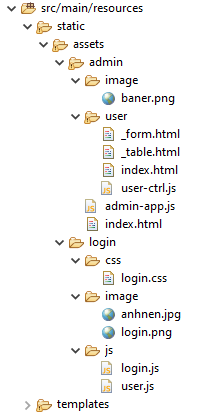 src/main/resources
static
assets
admin
image
baner.png
user
_form.html
_table.html
index.html
user-ctrl.js
admin-app.js
index.html
login
css
login.css
image
anhnen.jpg
login.png
js
login.js
user.js
templates